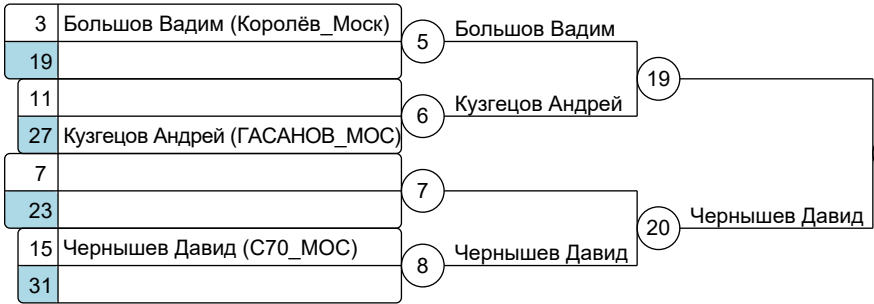 3 Большов Вадим (Королёв_Моск)
5 Большов Вадим
19
19
11
6 Кузгецов Андрей
27 Кузгецов Андрей (ГАСАНОВ_МОС)
7
7
23
20 Чернышев Давид
15 Чернышев Давид (С70_МОС)
8 Чернышев Давид
31